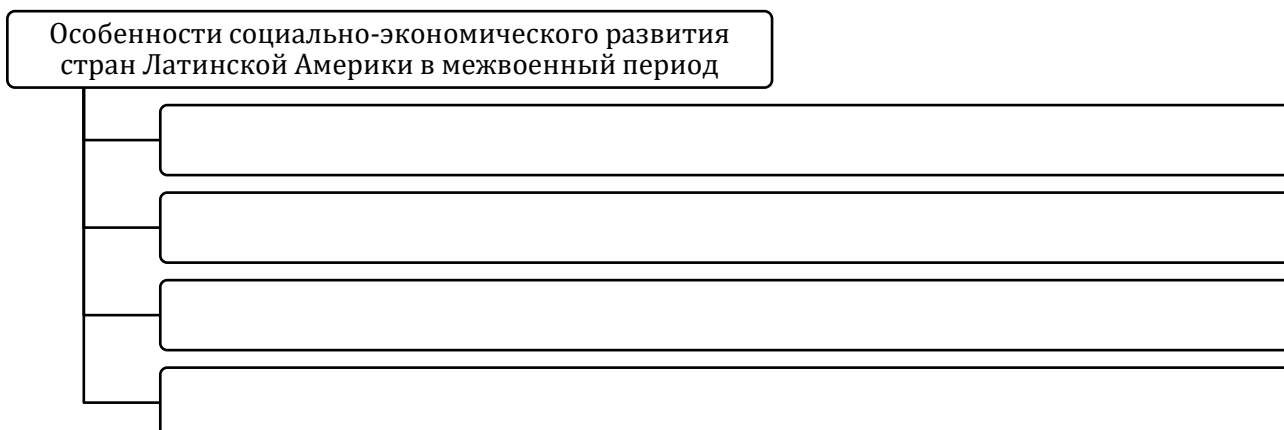 Особенности социально-экономического развития
стран Латинской Америки в межвоенный период